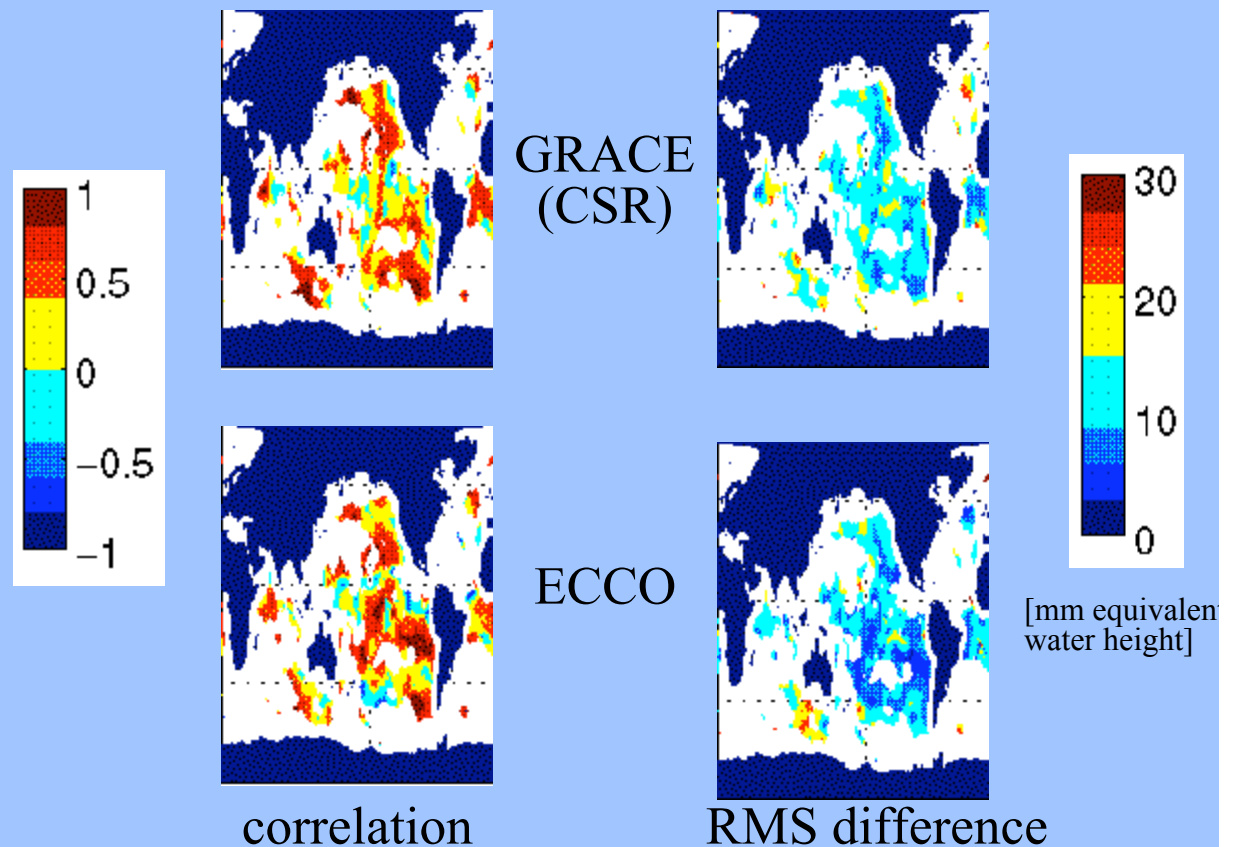 GRACE
(CSR)
1
0.5
0
−0.5
−1
30
20
10
0
ECCO
[mm equivalent
water height]
correlation
RMS difference